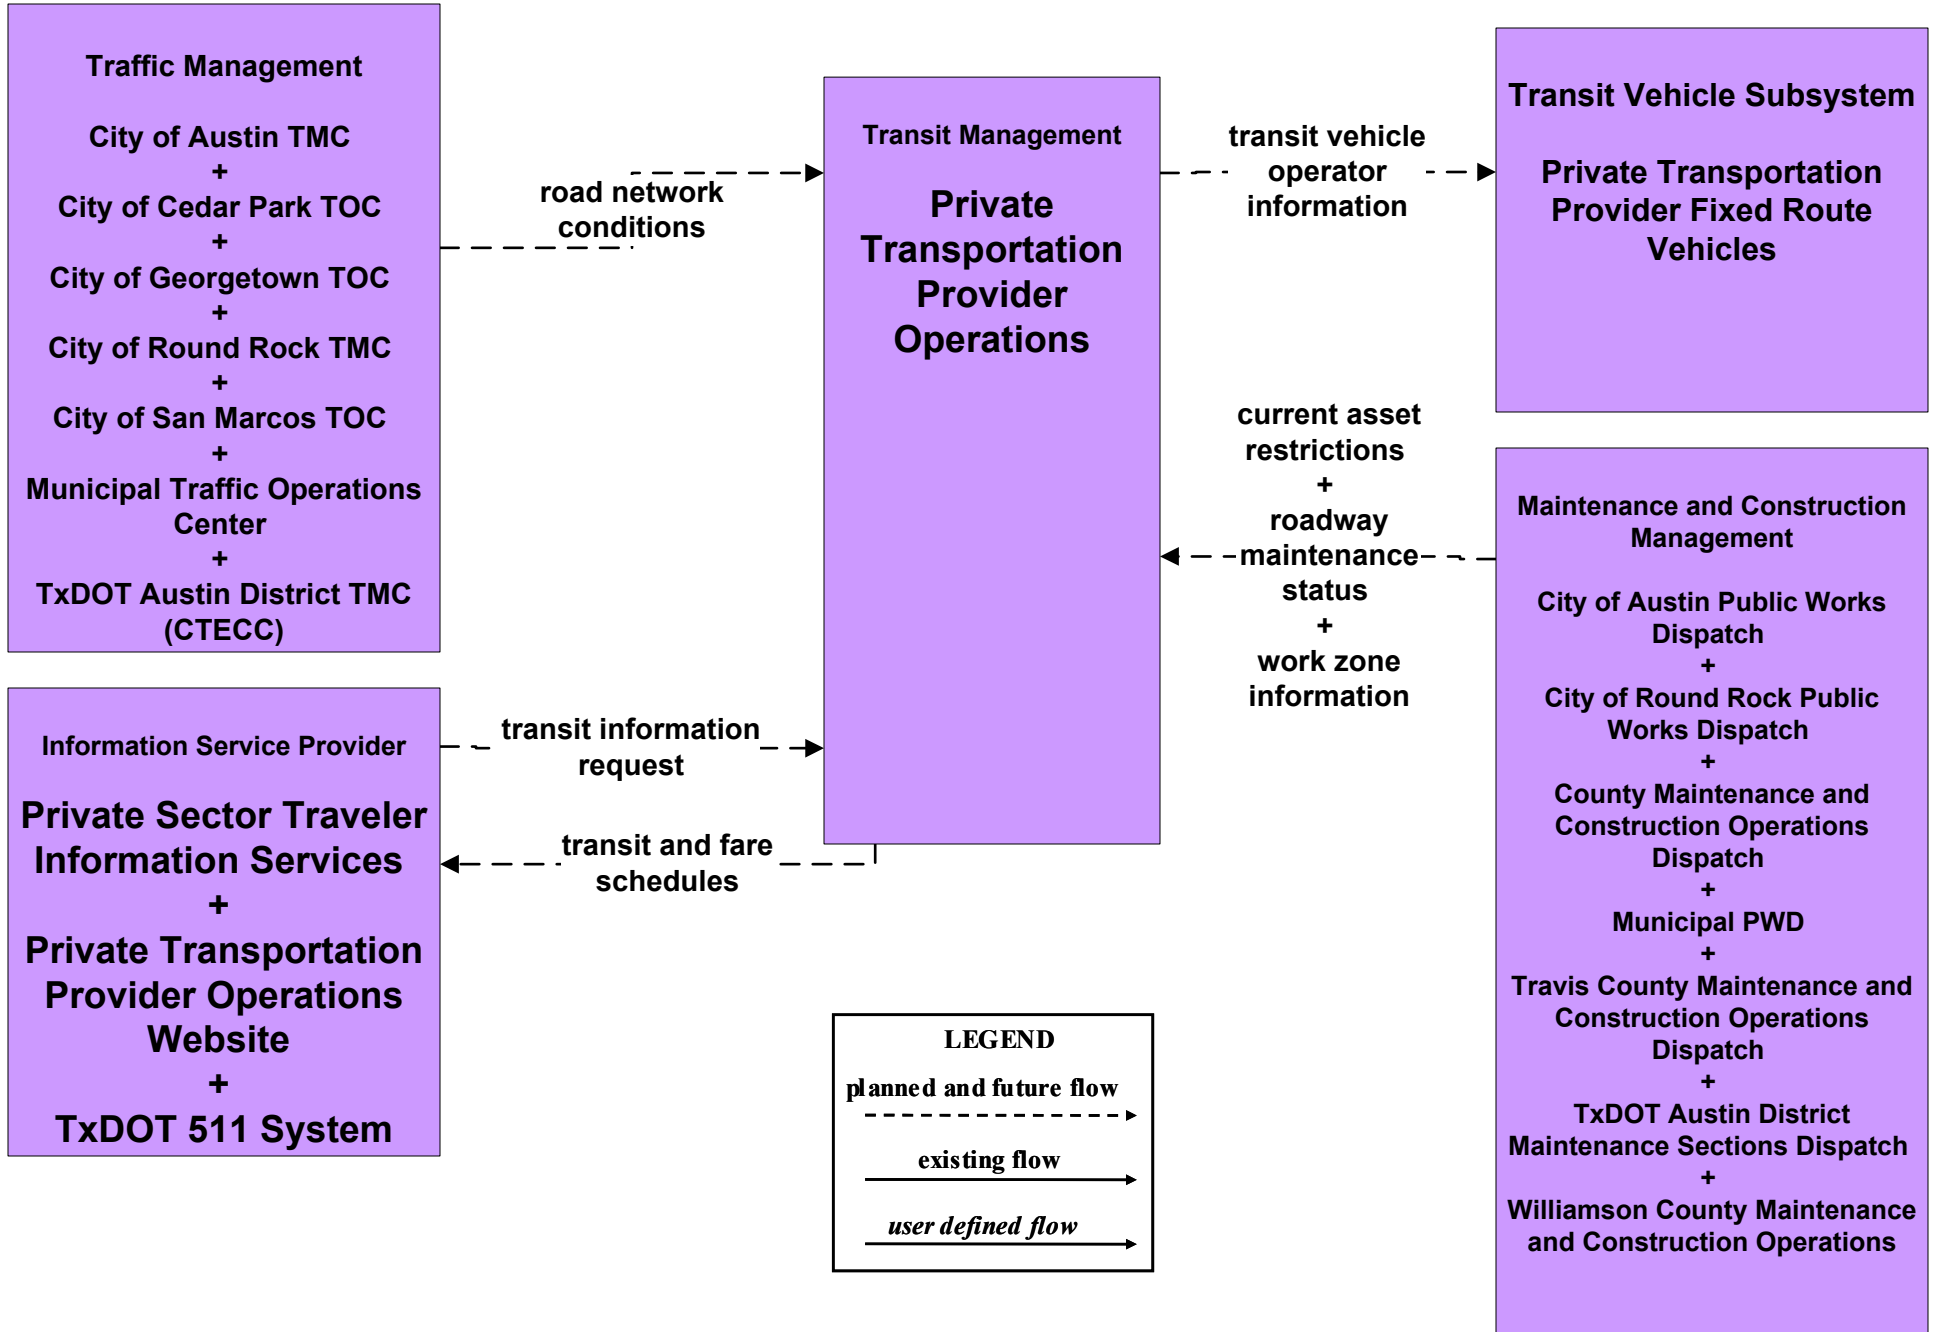 Traffic Management
City of Austin TMC
+
City of Cedar Park TOC
+
City of Georgetown TOC
+
City of Round Rock TMC
+
City of San Marcos TOC
+
Municipal Traffic Operations
Center
+
TxDOT Austin District TMC
(CTECC)
road network
conditions
Transit Management
Private
Transportation
Provider
Operations
transit vehicle
operator
information
Transit Vehicle Subsystem
Private Transportation
Provider Fixed Route
Vehicles
current asset
restrictions
+
roadway
maintenance
status
+
work zone
information
Maintenance and Construction
Management
City of Austin Public Works
Dispatch
+
City of Round Rock Public
Works Dispatch
+
County Maintenance and
Construction Operations
Dispatch
+
Municipal PWD
+
Travis County Maintenance and
Construction Operations
Dispatch
+
TxDOT Austin District
Maintenance Sections Dispatch
+
Williamson County Maintenance
and Construction Operations
Information Service Provider
Private Sector Traveler
Information Services
+
Private Transportation
Provider Operations
Website
+
TxDOT 511 System
transit information
request
transit and fare
schedules
LEGEND
planned and future flow
existing flow
user defined flow